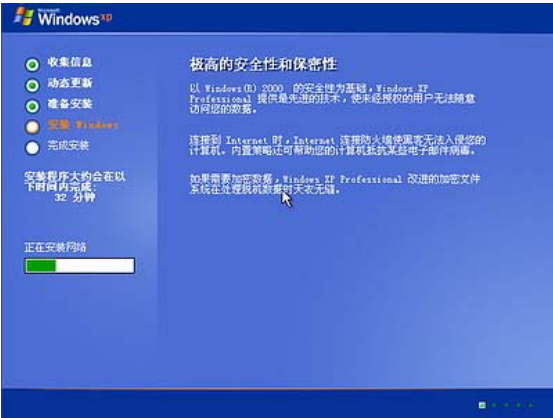 Microsoft
Windows xp
收集信息
动态更新
准备安装
安装 Windows
完成安装
安装程序大约会在以
下时间内完成:
32 分钟
正在安装网络
极高的安全性和保密性
以 Windows(R) 2000 的安全性为基础，Windows XP
Professional 提供最先进的技术，使未经授权的用户无法随意
访问您的数据。
连接到 Internet 时，Internet 连接防火墙使黑客无法入侵您的
计算机。内置策略还可帮助您的计算机抵抗某些电子邮件病毒。
如果需要加密数据，Windows XP Professional 改进的加密文件
系统在处理脱机数据时天衣无缝。